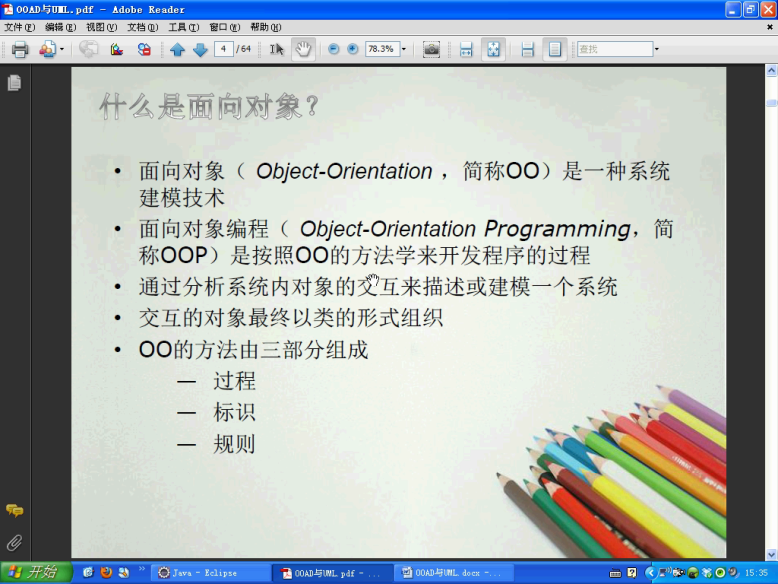 OOAD与UML.pdf - Adobe Reader
文件(F) 编辑(E) 视图(V) 文档(D) 工具(T) 窗口(W) 帮助(H)
4 /64 78.3% 查找
什么是面向对象？
• 面向对象（ Object-Orientation ，简称OO）是一种系统
建模技术
• 面向对象编程（ Object-Orientation Programming，简
称OOP）是按照OO的方法学来开发程序的过程
• 通过分析系统内对象的交互来描述或建模一个系统
• 交互的对象最终以类的形式组织
• OO的方法由三部分组成
— 过程
— 标识
— 规则
开始 Java - Eclipse OOAD与UML.pdf - ... OOAD与UML.docx -... 15:35